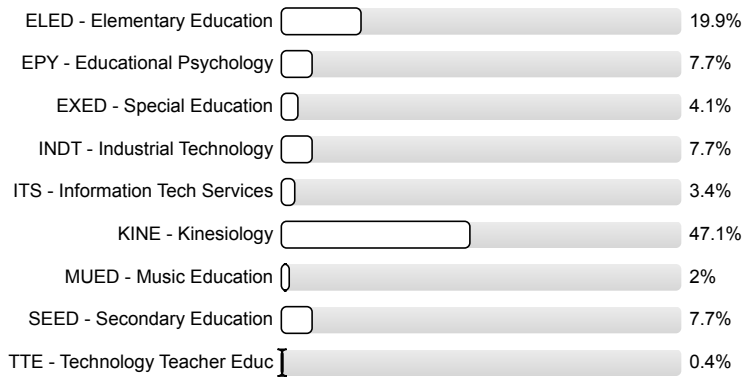 ELED - Elementary Education 19.9%
EPY - Educational Psychology 7.7%
EXED - Special Education 4.1%
INDT - Industrial Technology 7.7%
ITS - Information Tech Services 3.4%
KINE - Kinesiology 47.1%
MUED - Music Education 2%
SEED - Secondary Education 7.7%
TTE - Technology Teacher Educ 0.4%